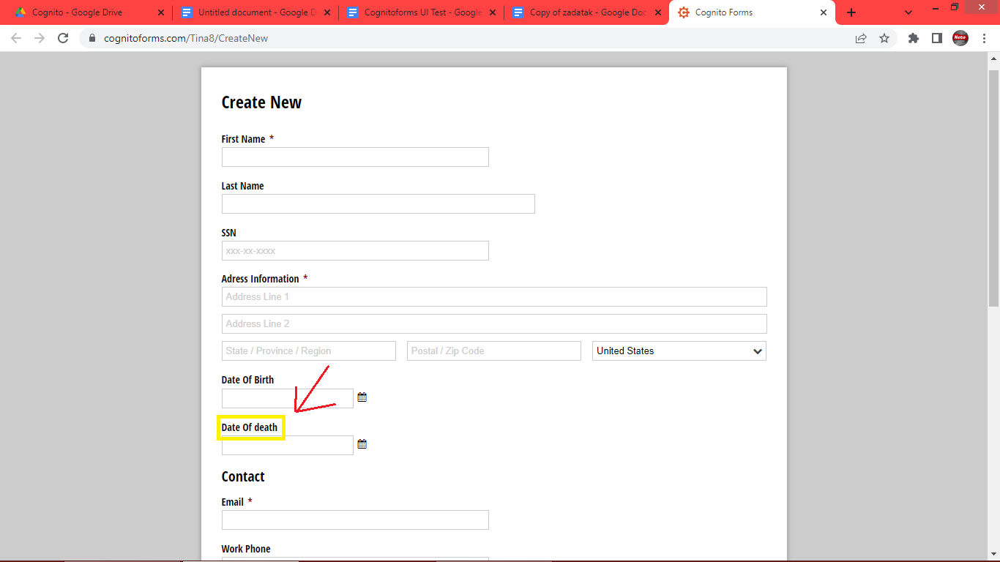 Cognito - Google Drive
Untitled document - Google D
Cognitoforms UI Test - Google
Copy of zadatak - Google Doc
Cognito Forms
cognitoforms.com/Tina8/CreateNew
Create New
First Name *
Last Name
SSN
xxx-xx-xxxx
Adress Information *
Address Line 1
Address Line 2
State / Province / Region
Postal / Zip Code
United States
Date Of Birth
Date Of death
Contact
Email *
Work Phone